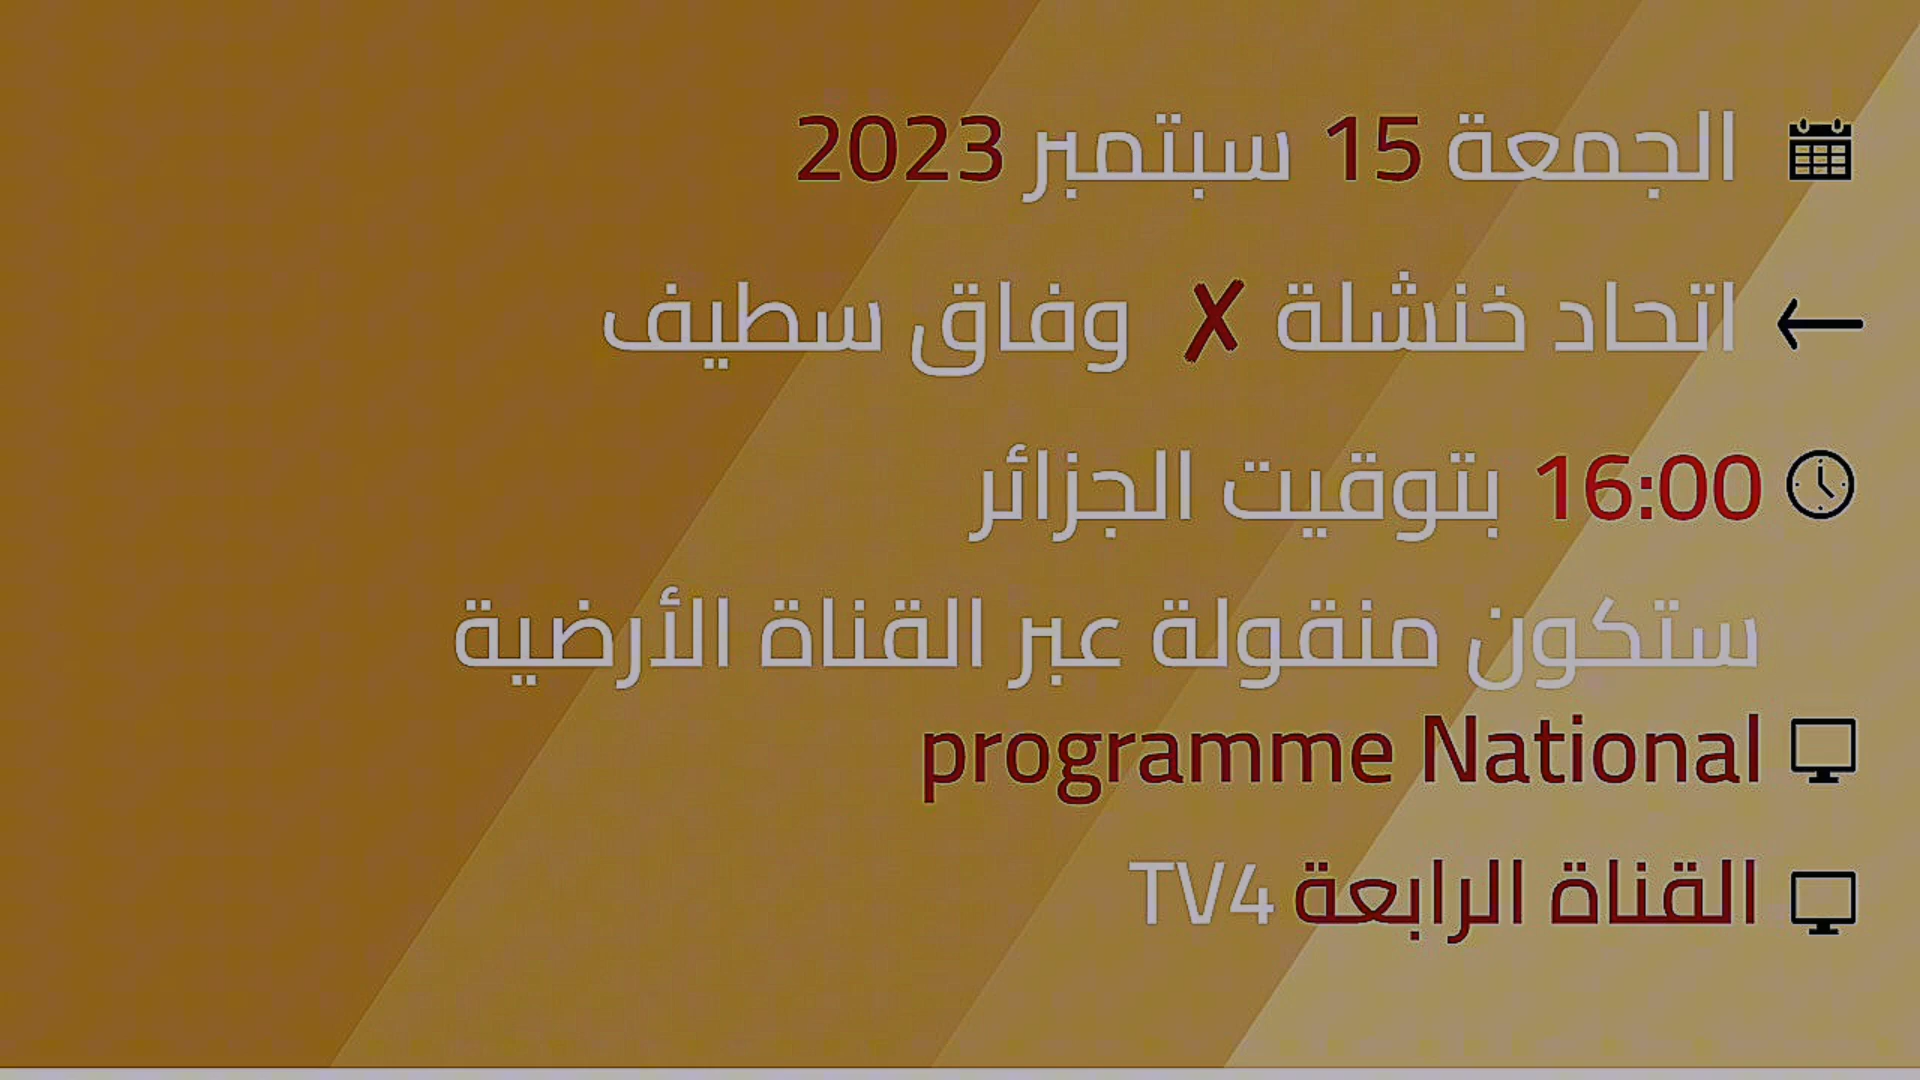 الجمعة 15 سبتمبر 2023
اتحاد خنشلة X وفاق سطيف
16:00 بتوقيت الجزائر
ستكون منقولة عبر القناة الأرضية
programme National
القناة الرابعة TV4